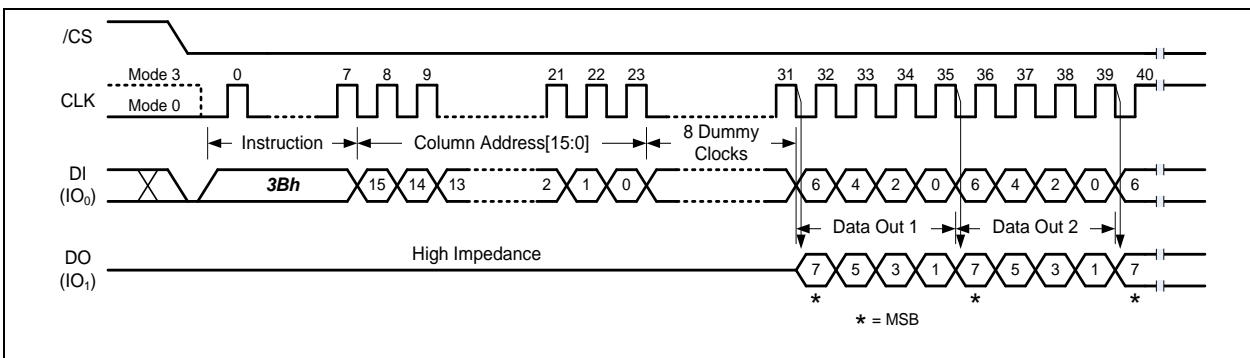 /CS
Mode 3 0 7 8 9 21 22 23 31 32 33 34 35 36 37 38 39 40
CLK Mode 0
Instruction Column Address[15:0] 8 Dummy Clocks
DI (IO0) 3Bh 15 14 13 2 1 0 6 4 2 0 6 4 2 0 6
Data Out 1 Data Out 2
DO (IO1) High Impedance 7 5 3 1 7 5 3 1 7
* * *
* = MSB